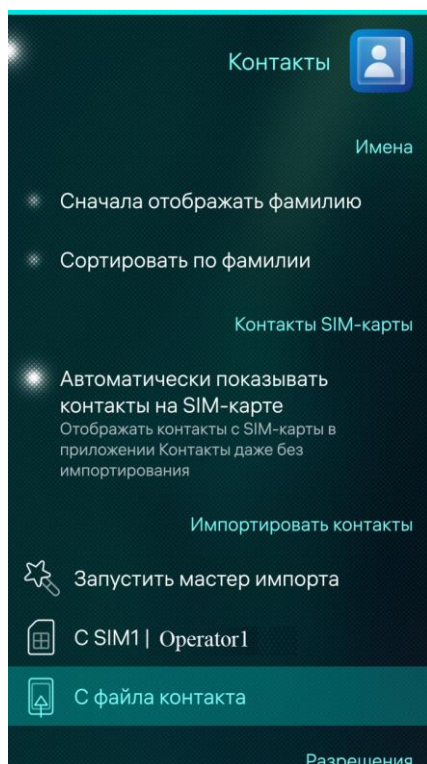 Контакты
Имена
Сначала отображать фамилию
Сортировать по фамилии
Контакты SIM-карты
Автоматически показывать
контакты на SIM-карте
Отображать контакты с SIM-карты в
приложении Контакты даже без
импортирования
Импортировать контакты
Запустить мастер импорта
С SIM1 | Operator1
С файла контакта
Разрешения